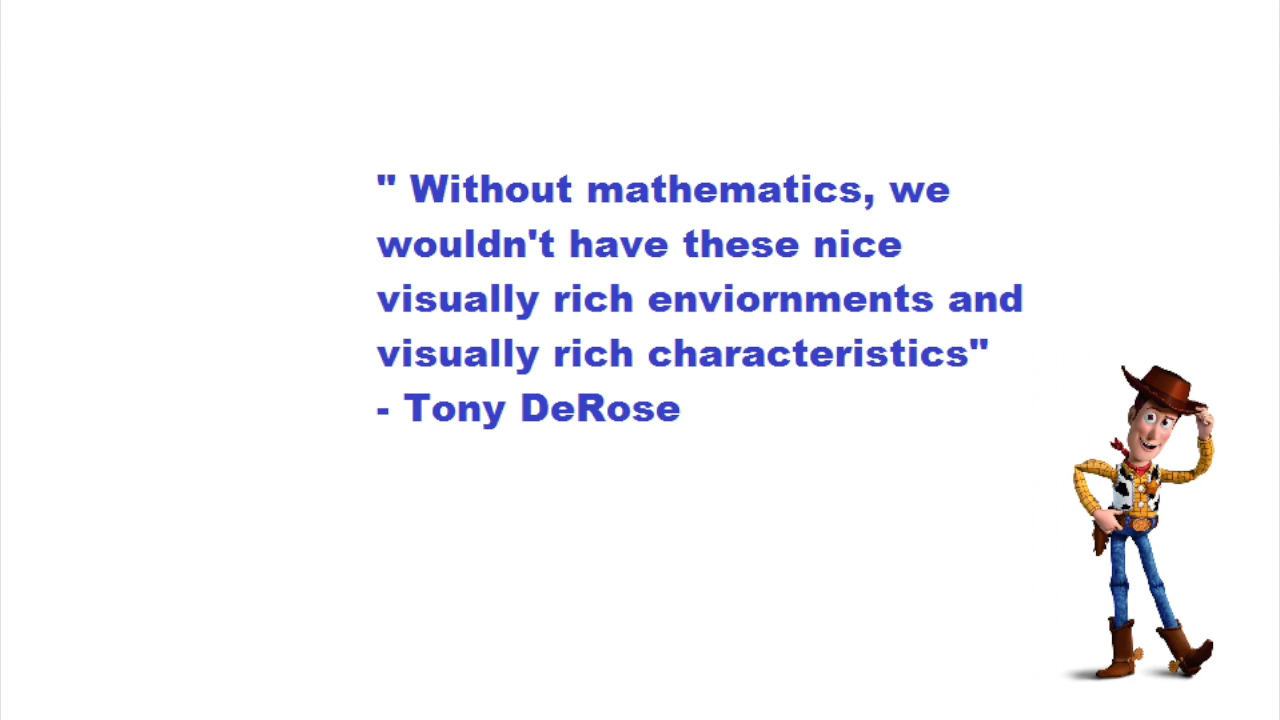 " Without mathematics, we
wouldn't have these nice
visually rich enviornments and
visually rich characteristics"
- Tony DeRose